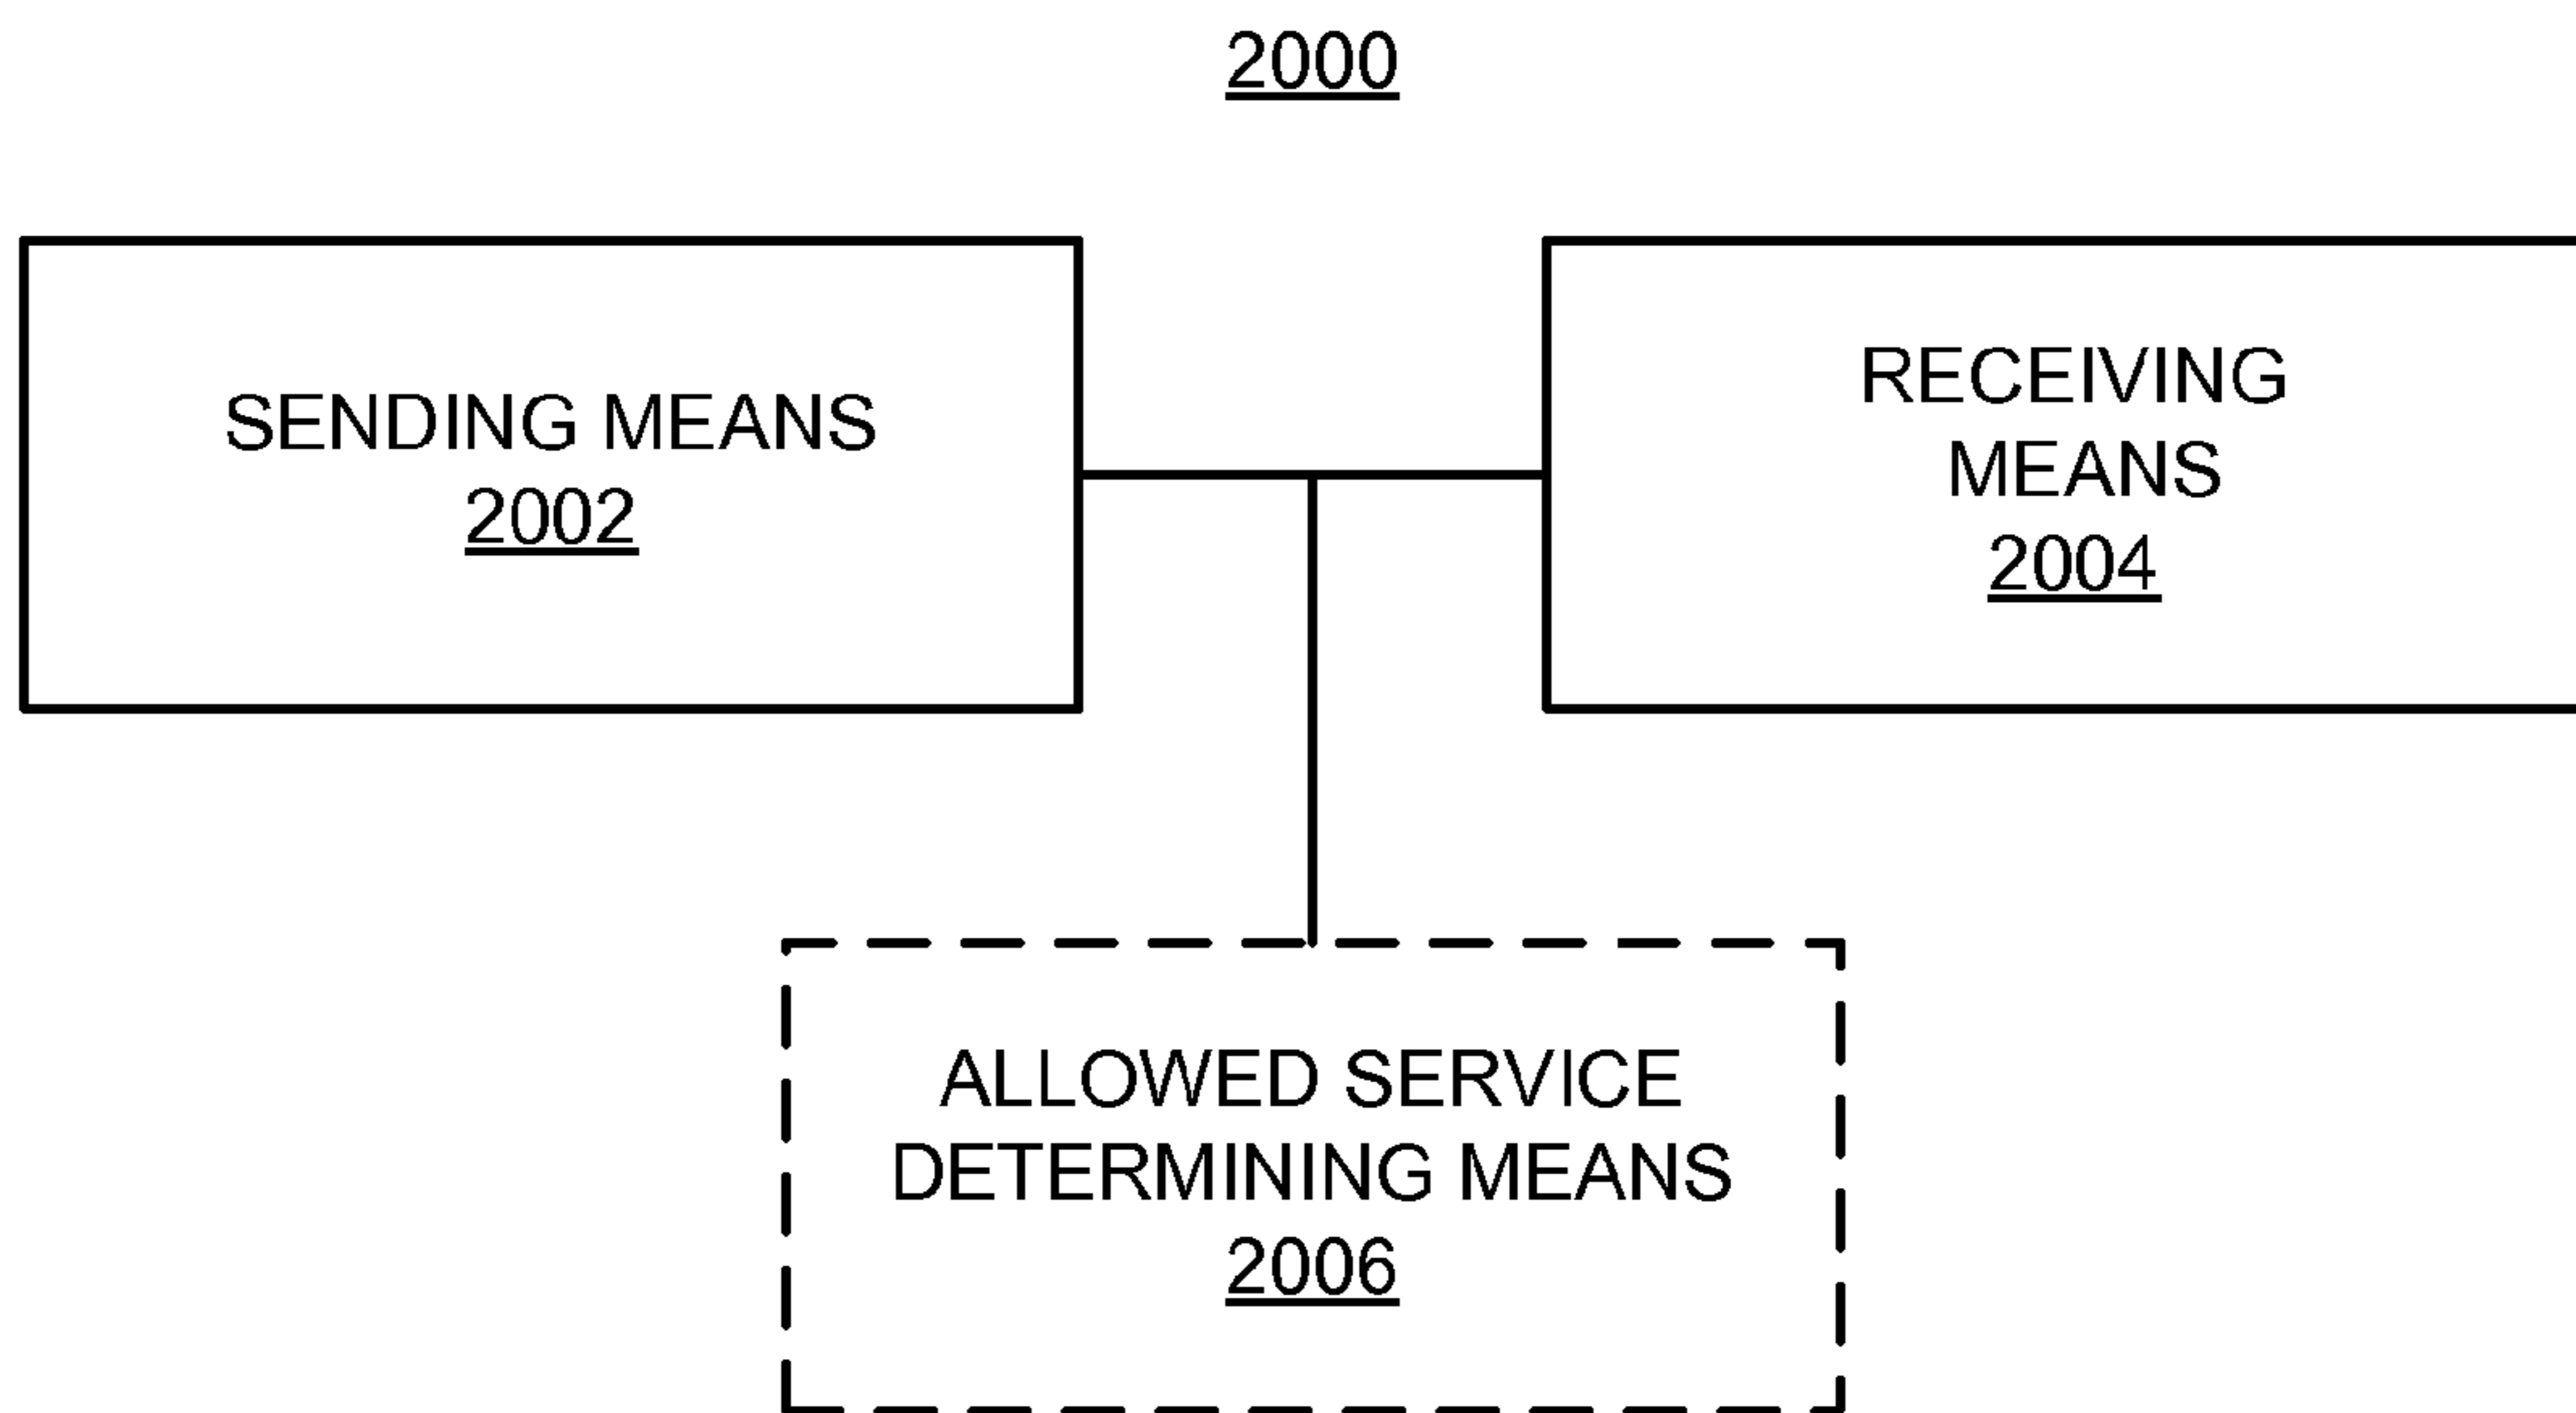 2000
SENDING MEANS
2002
RECEIVING
MEANS
2004
ALLOWED SERVICE
DETERMINING MEANS
2006